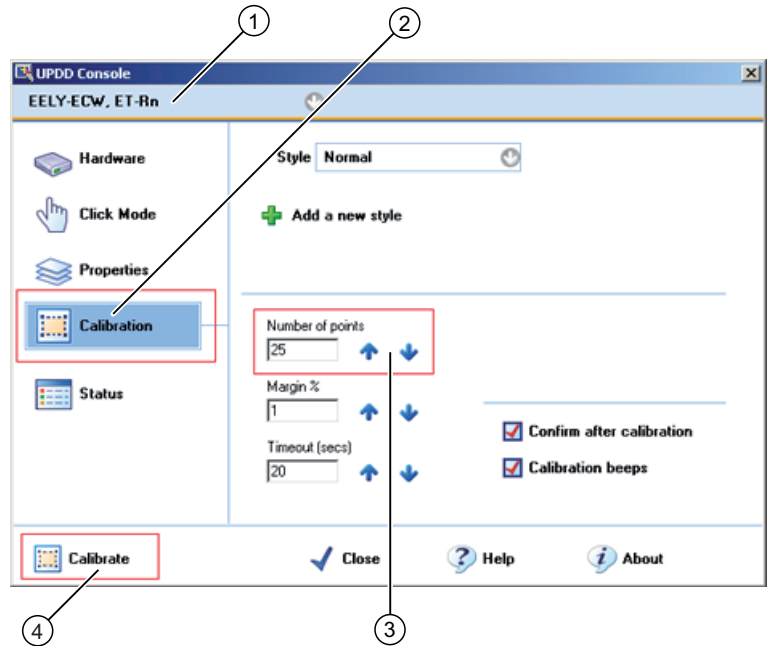 1
2
UPDD Console
EELY-ECW, ET-Rn
Hardware
Click Mode
Properties
Calibration
Status
Style Normal
Add a new style
Number of points
25
Margin %
1
Timeout (secs)
20
Confirm after calibration
Calibration beeps
Calibrate
Close
Help
About
4
3